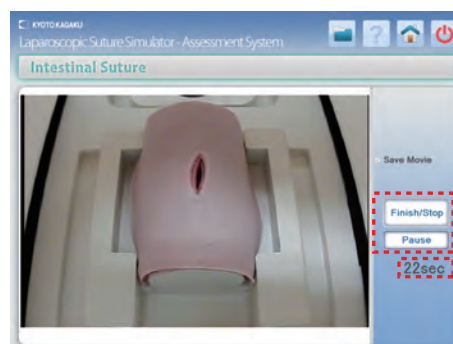 KYOTO KAGAKU
Laparoscopic Suture Simulator - Assessment System
?
Intestinal Suture
Save Movie
Finish/Stop
Pause
22sec